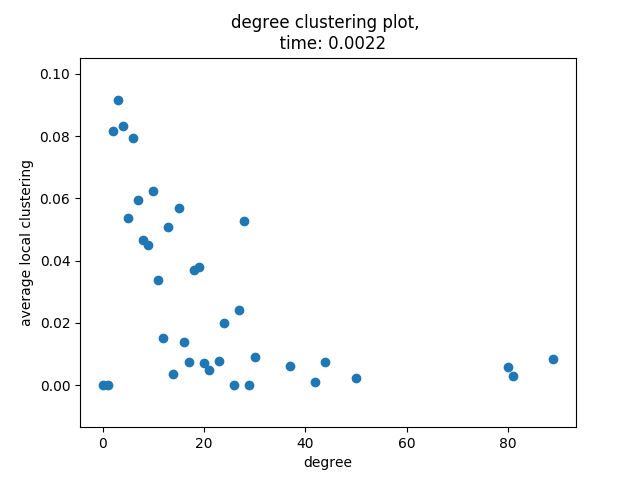 degree clustering plot,
time: 0.0022
0.10
0.08
0.06
0.04
0.02
0.00
average local clustering
0 20 40 60 80
degree